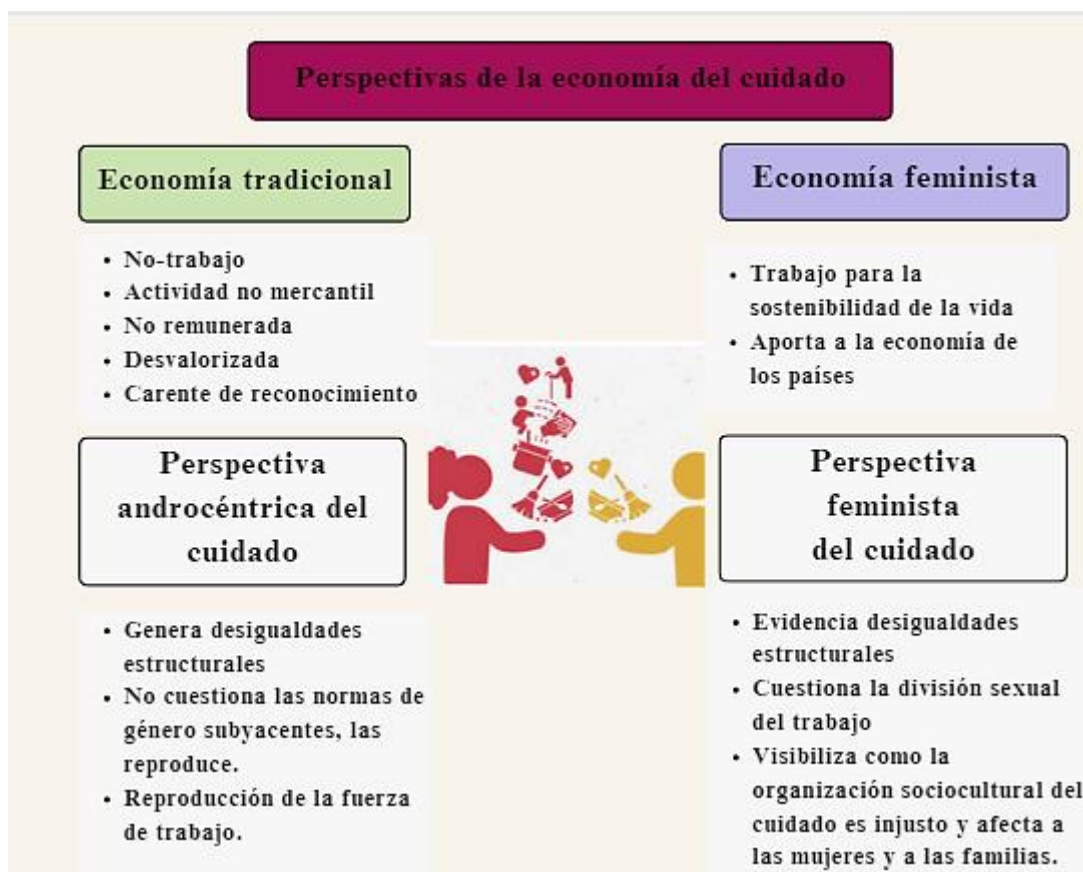 Perspectivas de la economía del cuidado
Economía tradicional
• No-trabajo
• Actividad no mercantil
• No remunerada
• Desvalorizada
• Carente de reconocimiento
Perspectiva
androcéntrica del
cuidado
• Genera desigualdades
estructurales
• No cuestiona las normas de
género subyacentes, las
reproduce.
• Reproducción de la fuerza
de trabajo.
Economía feminista
• Trabajo para la
sostenibilidad de la vida
• Aporta a la economía de
los países
Perspectiva
feminista
del cuidado
• Evidencia desigualdades
estructurales
• Cuestiona la división sexual
del trabajo
• Visibiliza como la
organización sociocultural del
cuidado es injusto y afecta a
las mujeres y a las familias.